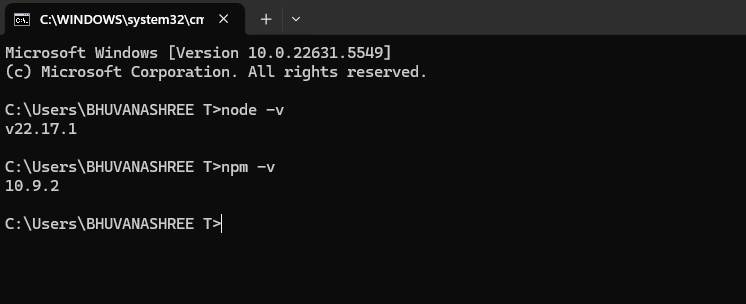 C:\WINDOWS\system32\cm
Microsoft Windows [Version 10.0.22631.5549]
(c) Microsoft Corporation. All rights reserved.
C:\Users\BHUVANASHREE T>node -v
v22.17.1
C:\Users\BHUVANASHREE T>npm -v
10.9.2
C:\Users\BHUVANASHREE T>